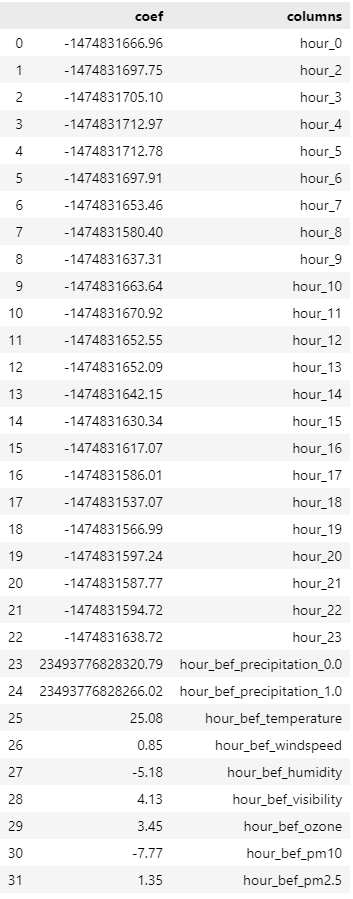 coef columns
0 -1474831666.96 hour_0
1 -1474831697.75 hour_2
2 -1474831705.10 hour_3
3 -1474831712.97 hour_4
4 -1474831712.78 hour_5
5 -1474831697.91 hour_6
6 -1474831653.46 hour_7
7 -1474831580.40 hour_8
8 -1474831637.31 hour_9
9 -1474831663.64 hour_10
10 -1474831670.92 hour_11
11 -1474831652.55 hour_12
12 -1474831652.09 hour_13
13 -1474831642.15 hour_14
14 -1474831630.34 hour_15
15 -1474831617.07 hour_16
16 -1474831586.01 hour_17
17 -1474831537.07 hour_18
18 -1474831566.99 hour_19
19 -1474831597.24 hour_20
20 -1474831587.77 hour_21
21 -1474831594.72 hour_22
22 -1474831638.72 hour_23
23 23493776828320.79 hour_bef_precipitation_0.0
24 23493776828266.02 hour_bef_precipitation_1.0
25 25.08 hour_bef_temperature
26 0.85 hour_bef_windspeed
27 -5.18 hour_bef_humidity
28 4.13 hour_bef_visibility
29 3.45 hour_bef_ozone
30 -7.77 hour_bef_pm10
31 1.35 hour_bef_pm2.5